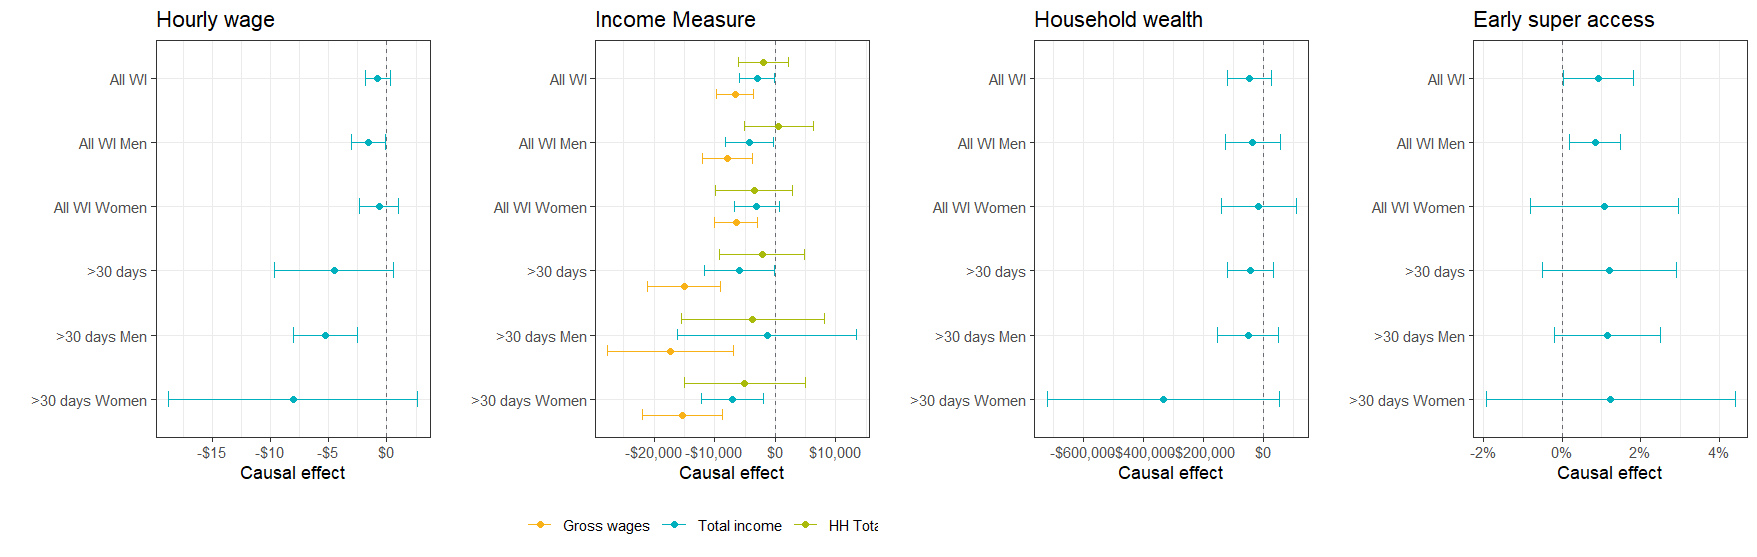 Hourly wage
All WI
All WI Men
All WI Women
>30 days
>30 days Men
>30 days Women
-$15 -$10 -$5 $0
Causal effect
Income Measure
All WI
All WI Men
All WI Women
>30 days
>30 days Men
>30 days Women
-$20,000 -$10,000 $0 $10,000
Causal effect
Gross wages Total income HH Tota
Household wealth
All WI
All WI Men
All WI Women
>30 days
>30 days Men
>30 days Women
-$600,000 -$400,000 -$200,000 $0
Causal effect
Early super access
All WI
All WI Men
All WI Women
>30 days
>30 days Men
>30 days Women
-2% 0% 2% 4%
Causal effect